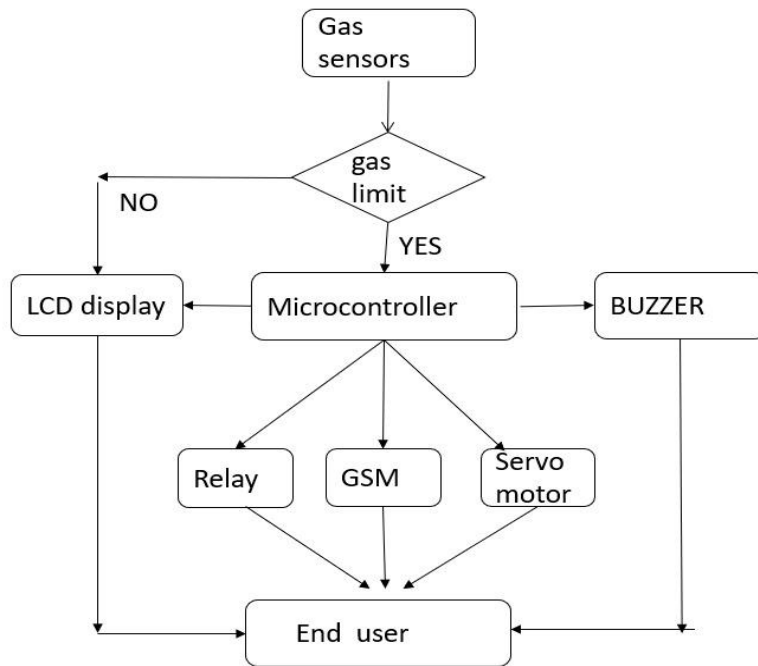 Gas
sensors
gas
limit
NO
YES
LCD display
Microcontroller
BUZZER
Relay
GSM
Servo
motor
End user